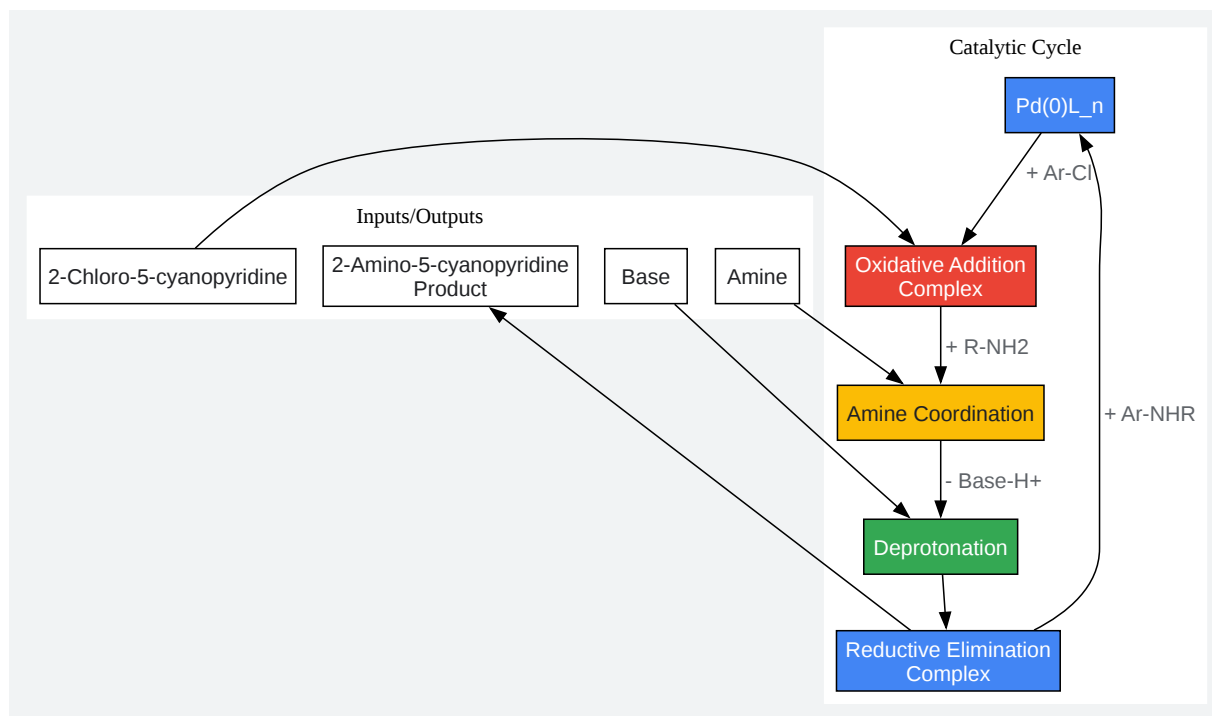 Catalytic Cycle
Pd(0)L_n
+ Ar-Cl
Inputs/Outputs
2-Chloro-5-cyanopyridine
2-Amino-5-cyanopyridine
Product
Base
Amine
Oxidative Addition
Complex
+ R-NH2
Amine Coordination
+ Ar-NHR
- Base-H+
Deprotonation
Reductive Elimination
Complex